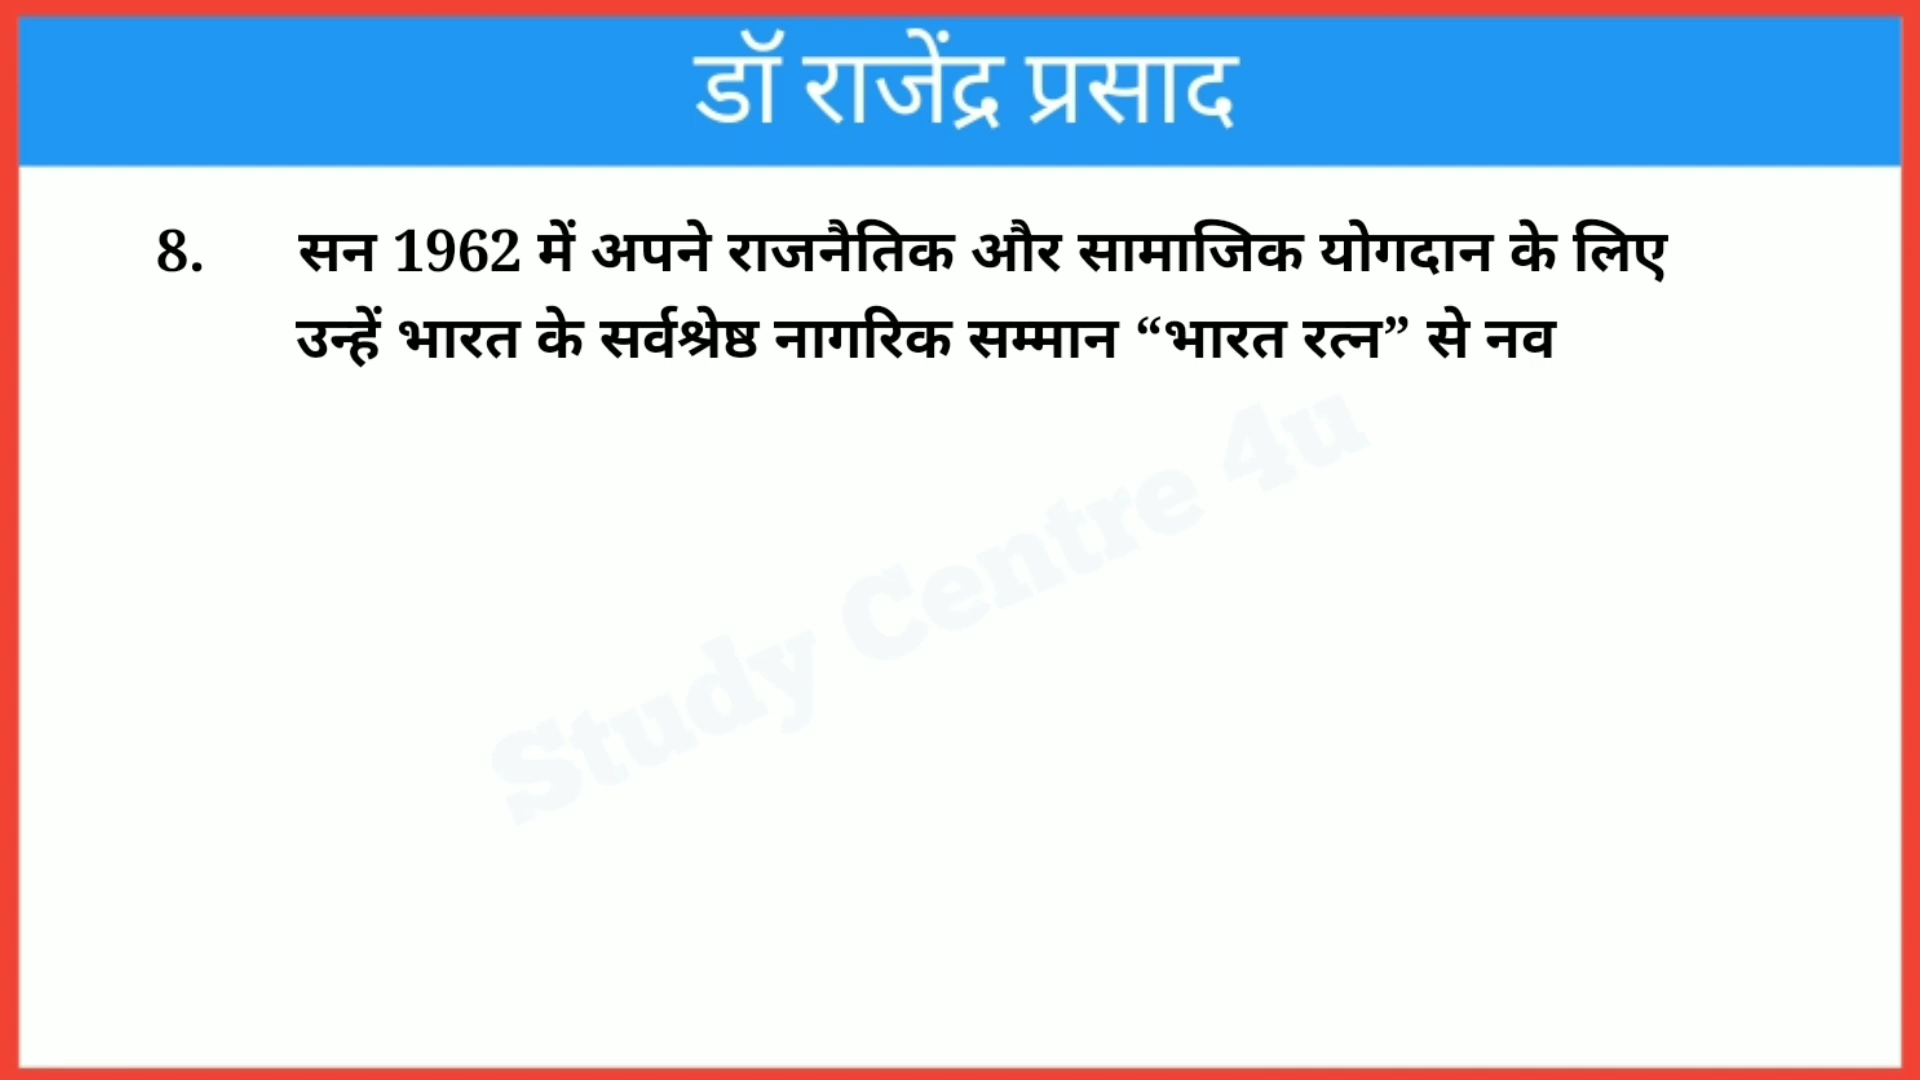 डॉ राजेंद्र प्रसाद
8. सन 1962 में अपने राजनैतिक और सामाजिक योगदान के लिए
उन्हें भारत के सर्वश्रेष्ठ नागरिक सम्मान “भारत रत्न” से नव
Study Centre 4u